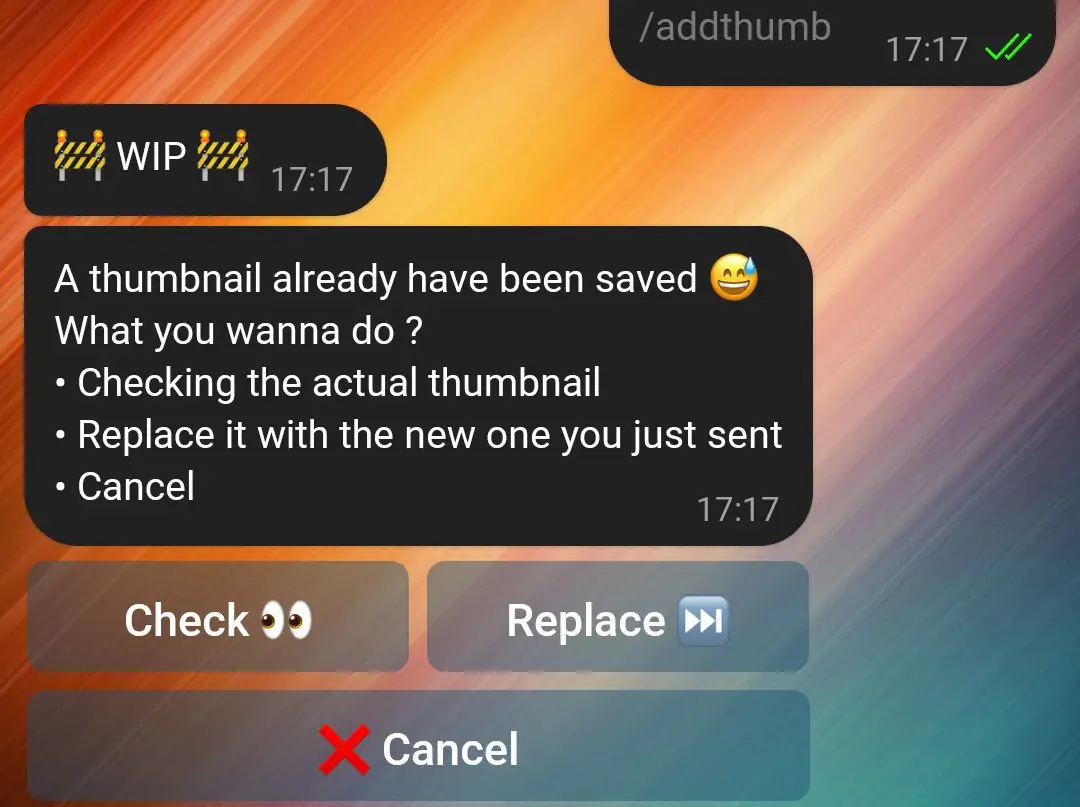 /addthumb
17:17
🚧 WIP 🚧
17:17
A thumbnail already have been saved 😅
What you wanna do ?
• Checking the actual thumbnail
• Replace it with the new one you just sent
• Cancel
17:17
Check 👀
Replace ⏭️
❌ Cancel